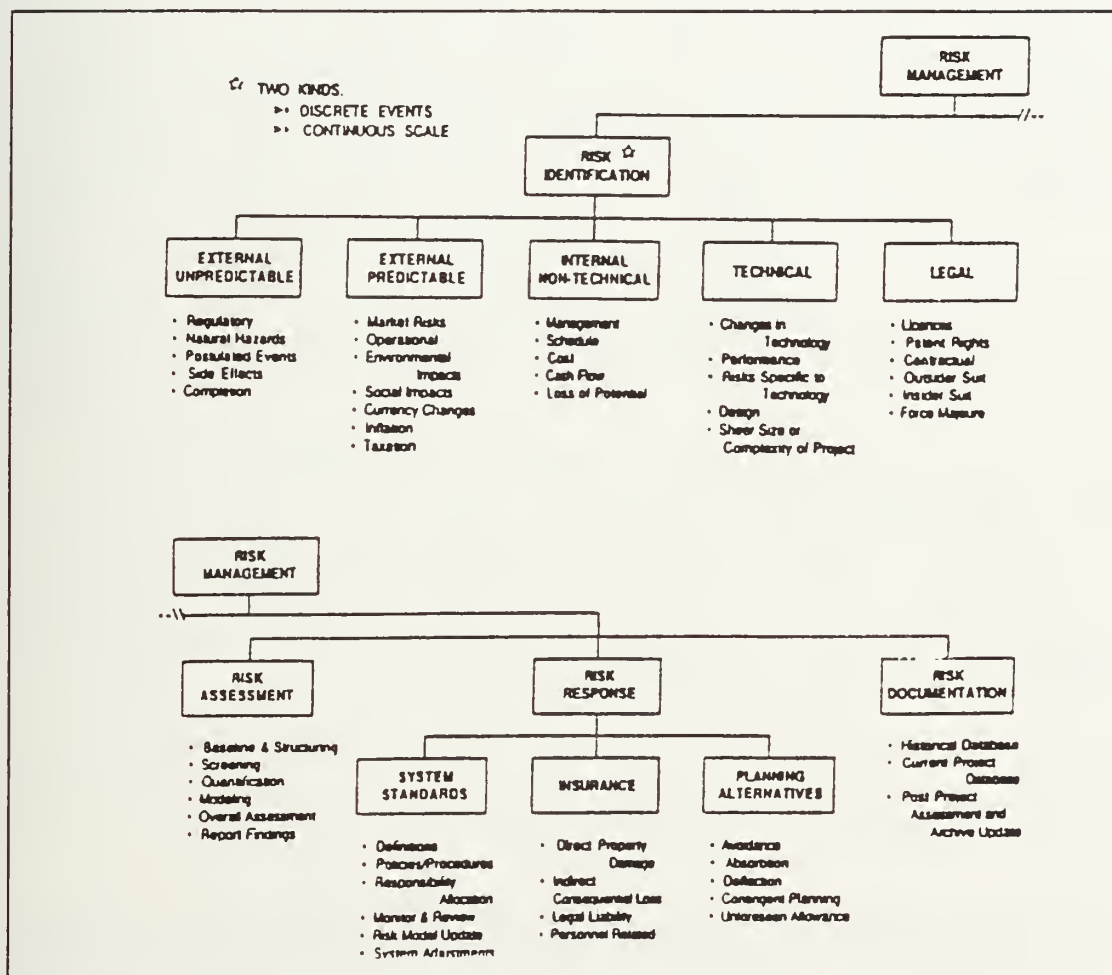 RISK
MANAGEMENT
☆ TWO KINDS.
▸▸ DISCRETE EVENTS
▸▸ CONTINUOUS SCALE
RISK ☆
IDENTIFICATION
EXTERNAL
UNPREDICTABLE
• Regulatory
• Natural Hazards
• Postulated Events
• Side Effects
• Completion
EXTERNAL
PREDICTABLE
• Market Risks
• Operational
• Environmental
Impacts
• Social Impacts
• Currency Changes
• Inflation
• Taxation
INTERNAL
NON-TECHNICAL
• Management
• Schedule
• Cost
• Cash Flow
• Loss of Potential
TECHNICAL
• Changes in
Technology
• Performance
• Risks Specific to
Technology
• Design
• Sheer Size or
Complexity of Project
LEGAL
• Licences
• Patent Rights
• Contractual
• Outsider Suit
• Insider Suit
• Force Majeure
RISK
MANAGEMENT
RISK
ASSESSMENT
• Baseline & Structuring
• Screening
• Quantification
• Modeling
• Overall Assessment
• Report Findings
RISK
RESPONSE
SYSTEM
STANDARDS
• Definitions
• Policies/Procedures
• Responsibility
Allocation
• Monitor & Review
• Risk Model Update
• System Adjustments
INSURANCE
• Direct Property
Damage
• Indirect
Consequential Loss
• Legal Liability
• Personnel Related
PLANNING
ALTERNATIVES
• Avoidance
• Absorption
• Deflection
• Contingent Planning
• Unforeseen Allowance
RISK
DOCUMENTATION
• Historical Database
• Current Project
Database
• Post Project
Assessment and
Archive Update